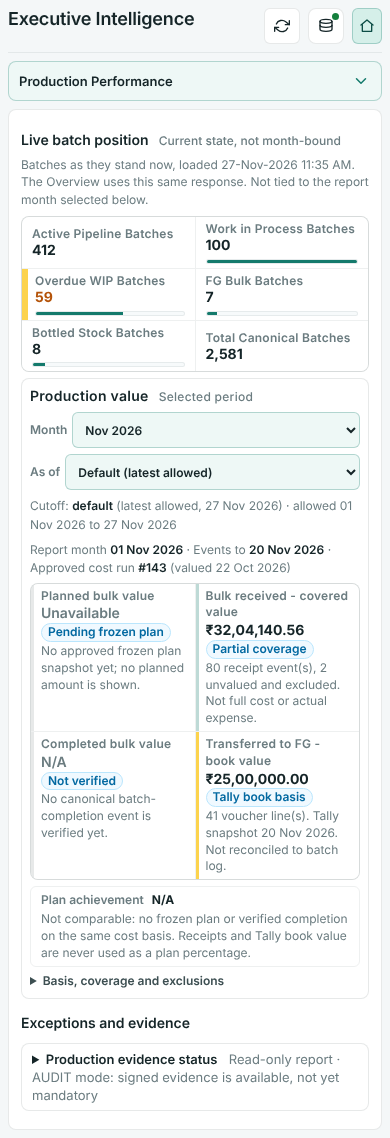 Executive Intelligence
Production Performance
Live batch position Current state, not month-bound
Batches as they stand now, loaded 27-Nov-2026 11:35 AM.
The Overview uses this same response. Not tied to the report
month selected below.
Active Pipeline Batches
412
Work in Process Batches
100
Overdue WIP Batches
59
FG Bulk Batches
7
Bottled Stock Batches
8
Total Canonical Batches
2,581
Production value Selected period
Month Nov 2026
As of Default (latest allowed)
Cutoff: default (latest allowed, 27 Nov 2026) · allowed 01
Nov 2026 to 27 Nov 2026
Report month 01 Nov 2026 · Events to 20 Nov 2026 ·
Approved cost run #143 (valued 22 Oct 2026)
Planned bulk value
Unavailable
Pending frozen plan
No approved frozen plan
snapshot yet; no planned
amount is shown.
Bulk received - covered
value
₹32,04,140.56
Partial coverage
80 receipt event(s), 2
unvalued and excluded.
Not full cost or actual
expense.
Completed bulk value
N/A
Not verified
No canonical batch-
completion event is
verified yet.
Transferred to FG -
book value
₹25,00,000.00
Tally book basis
41 voucher line(s). Tally
snapshot 20 Nov 2026.
Not reconciled to batch
log.
Plan achievement N/A
Not comparable: no frozen plan or verified completion
on the same cost basis. Receipts and Tally book value
are never used as a plan percentage.
Basis, coverage and exclusions
Exceptions and evidence
Production evidence status Read-only report ·
AUDIT mode: signed evidence is available, not yet
mandatory